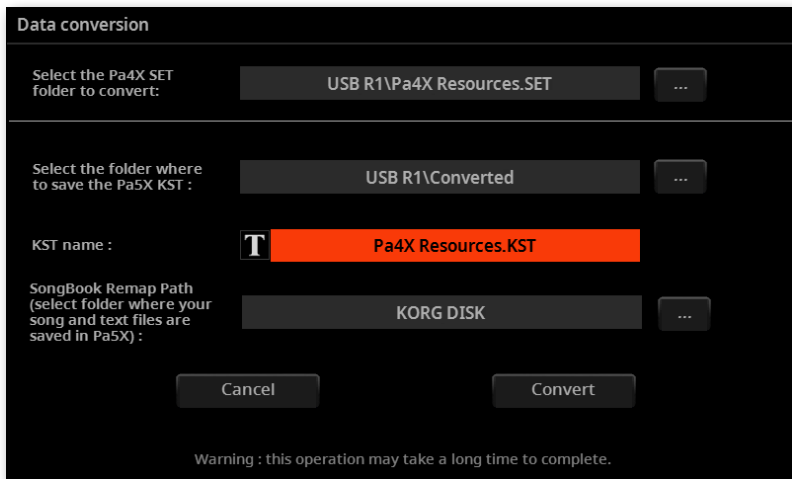 Data conversion
Select the Pa4X SET
folder to convert:
USB R1\Pa4X Resources.SET
...
Select the folder where
to save the Pa5X KST :
USB R1\Converted
...
KST name :
T
Pa4X Resources.KST
SongBook Remap Path
(select folder where your
song and text files are
saved in Pa5X) :
KORG DISK
...
Cancel
Convert
Warning : this operation may take a long time to complete.